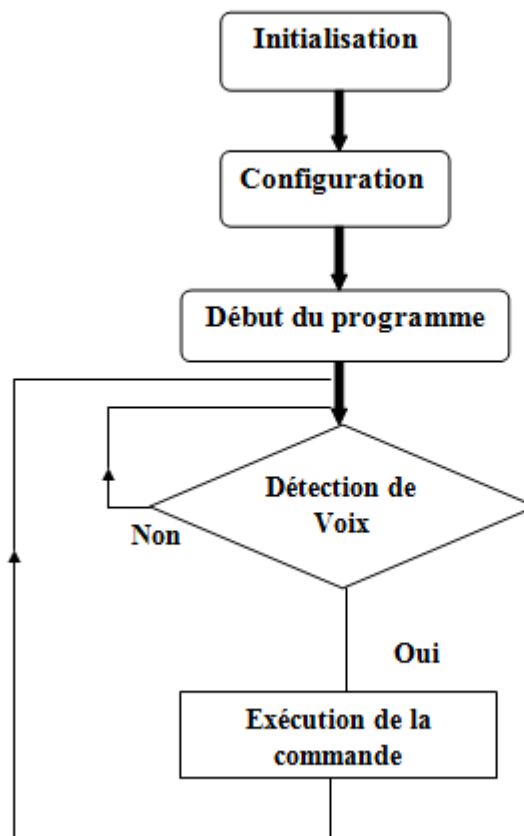 Initialisation
Configuration
Début du programme
Détection de
Voix
Non
Oui
Exécution de la
commande